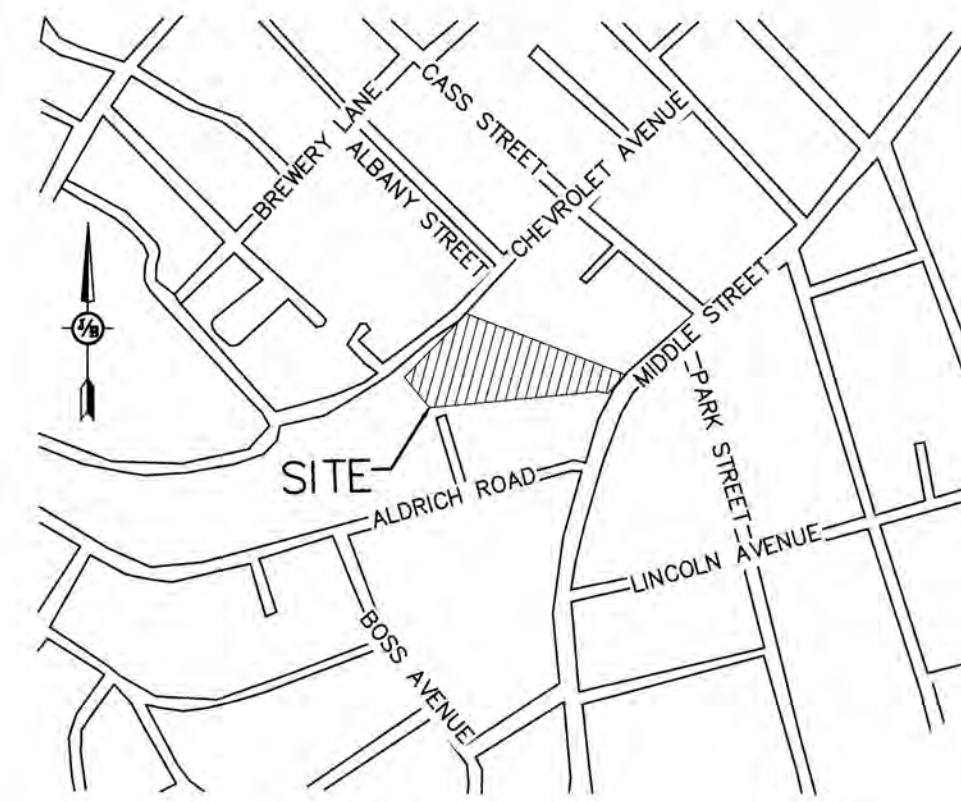 CASS STREET
BREWERY LANE
ALBANY STREET
CHEVROLET AVENUE
MIDDLE STREET
PARK STREET
SITE
ALDRICH ROAD
LINCOLN AVENUE
BOSS AVENUE